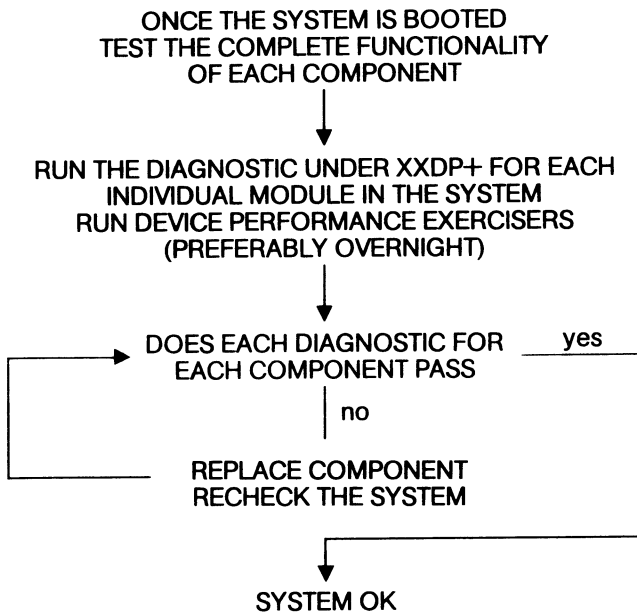 ONCE THE SYSTEM IS BOOTED
TEST THE COMPLETE FUNCTIONALITY
OF EACH COMPONENT
RUN THE DIAGNOSTIC UNDER XXDP+ FOR EACH
INDIVIDUAL MODULE IN THE SYSTEM
RUN DEVICE PERFORMANCE EXERCISERS
(PREFERABLY OVERNIGHT)
DOES EACH DIAGNOSTIC FOR
EACH COMPONENT PASS
yes
no
REPLACE COMPONENT
RECHECK THE SYSTEM
SYSTEM OK